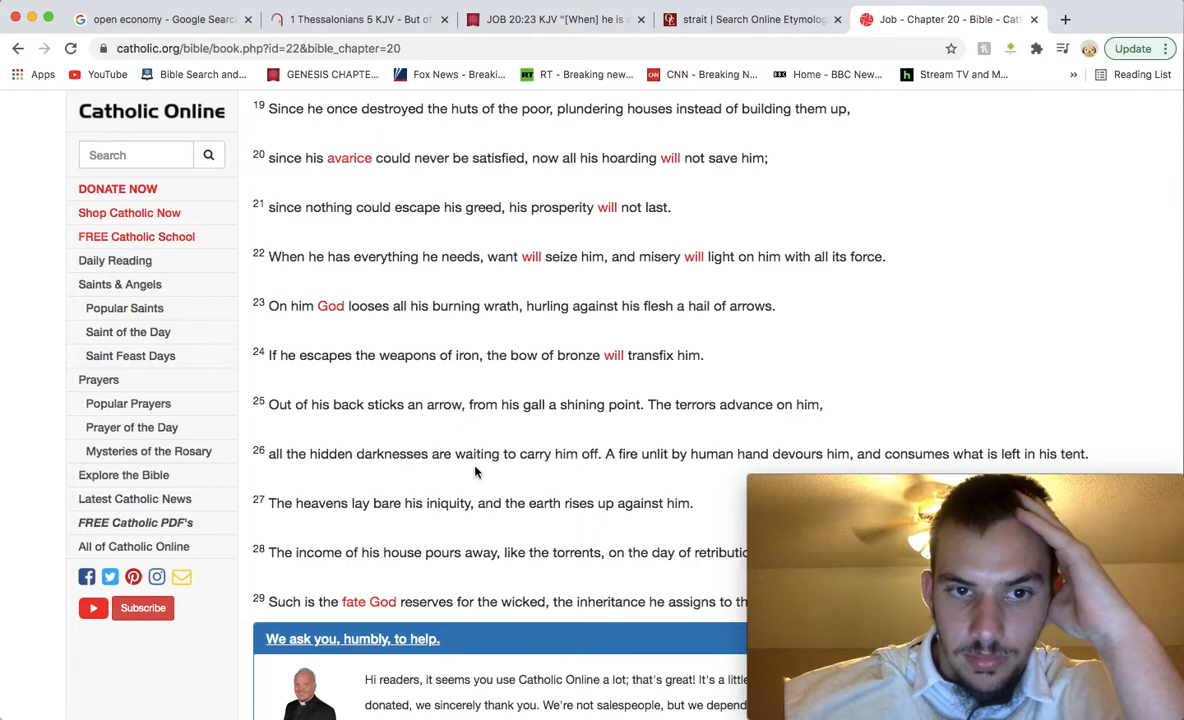 open economy - Google Searc
1 Thessalonians 5 KJV - But of
JOB 20:23 KJV "[When] he is a
strait | Search Online Etymolog
Job - Chapter 20 - Bible - Cath
catholic.org/bible/book.php?id=22&bible_chapter=20
Update
Apps
YouTube
Bible Search and...
GENESIS CHAPTE...
Fox News - Breaki...
RT - Breaking new...
CNN - Breaking N...
Home - BBC New...
Stream TV and M...
»
Reading List
Catholic Online
Search
DONATE NOW
Shop Catholic Now
FREE Catholic School
Daily Reading
Saints & Angels
Popular Saints
Saint of the Day
Saint Feast Days
Prayers
Popular Prayers
Prayer of the Day
Mysteries of the Rosary
Explore the Bible
Latest Catholic News
FREE Catholic PDF's
All of Catholic Online
Subscribe
19 Since he once destroyed the huts of the poor, plundering houses instead of building them up,
20 since his avarice could never be satisfied, now all his hoarding will not save him;
21 since nothing could escape his greed, his prosperity will not last.
22 When he has everything he needs, want will seize him, and misery will light on him with all its force.
23 On him God looses all his burning wrath, hurling against his flesh a hail of arrows.
24 If he escapes the weapons of iron, the bow of bronze will transfix him.
25 Out of his back sticks an arrow, from his gall a shining point. The terrors advance on him,
26 all the hidden darknesses are waiting to carry him off. A fire unlit by human hand devours him, and consumes what is left in his tent.
27 The heavens lay bare his iniquity, and the earth rises up against him.
28 The income of his house pours away, like the torrents, on the day of retributio
29 Such is the fate God reserves for the wicked, the inheritance he assigns to th
We ask you, humbly, to help.
Hi readers, it seems you use Catholic Online a lot; that's great! It's a little
donated, we sincerely thank you. We're not salespeople, but we depend